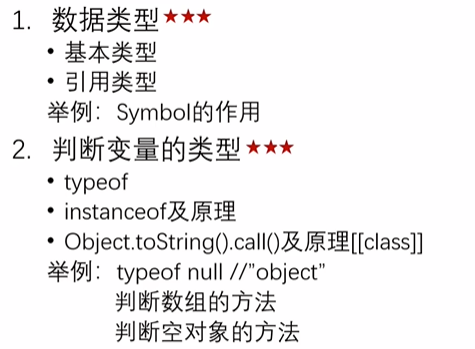 1. 数据类型★★★
• 基本类型
• 引用类型
举例：Symbol的作用
2. 判断变量的类型★★★
• typeof
• instanceof及原理
• Object.toString().call()及原理[[class]]
举例：typeof null //”object”
判断数组的方法
判断空对象的方法